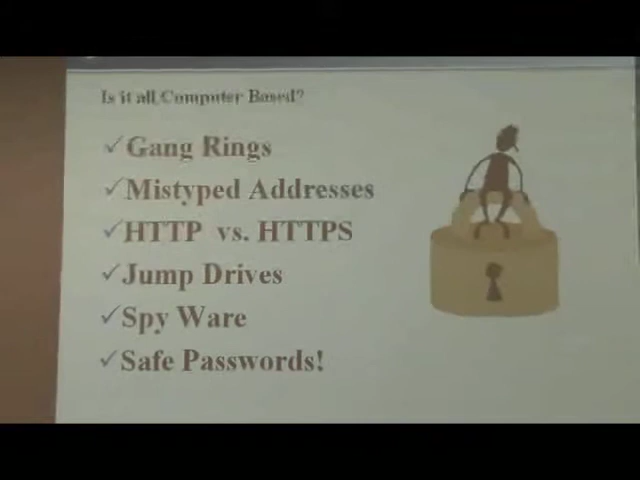 Is it all Computer Based?
Gang Rings
Mistyped Addresses
HTTP vs. HTTPS
Jump Drives
Spy Ware
Safe Passwords!